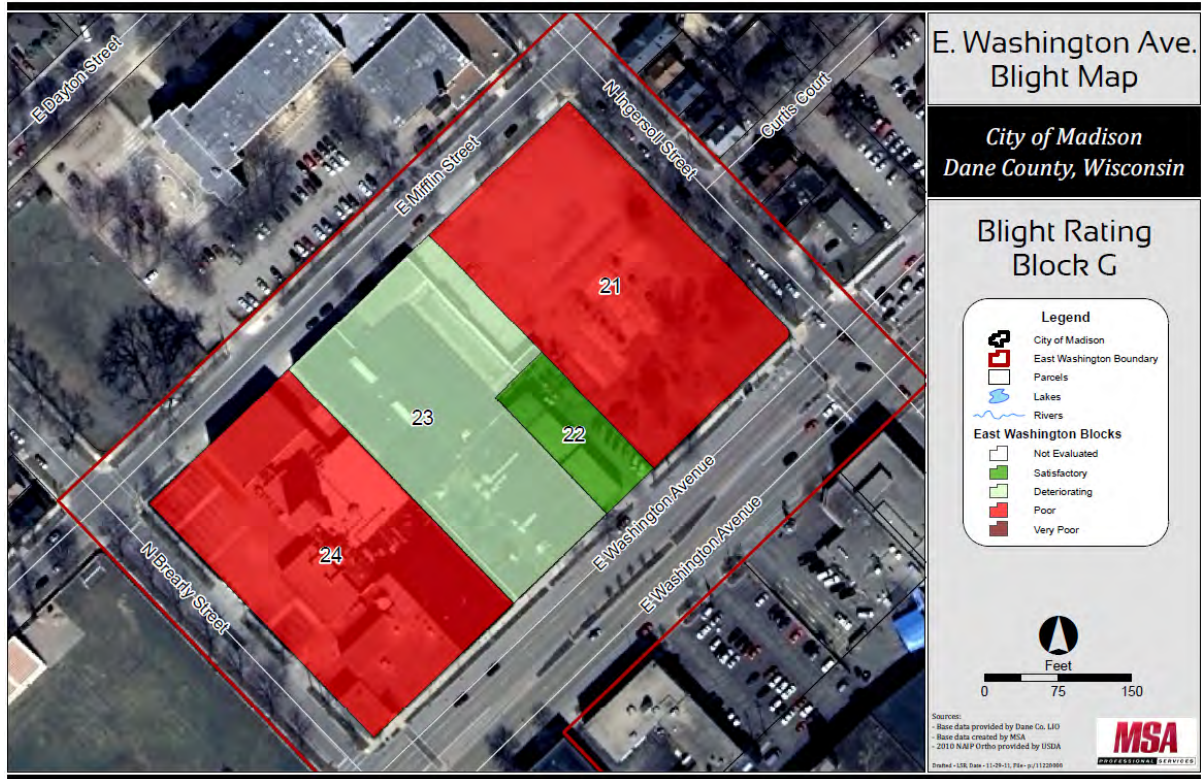 E. Washington Ave.
Blight Map
City of Madison
Dane County, Wisconsin
Blight Rating
Block G
Legend
City of Madison
East Washington Boundary
Parcels
Lakes
Rivers
East Washington Blocks
Not Evaluated
Satisfactory
Deteriorating
Poor
Very Poor
Feet
0 75 150
Sources:
- Base data provided by Dane Co. LIO
- Base data created by MSA
- 2010 NAIP Ortho provided by USDA
MSA
PROFESSIONAL SERVICES
E Dayton Street
E Mifflin Street
N Ingersoll Street
Curtis Court
21
23
22
24
E Washington Avenue
E Washington Avenue
N Brearly Street